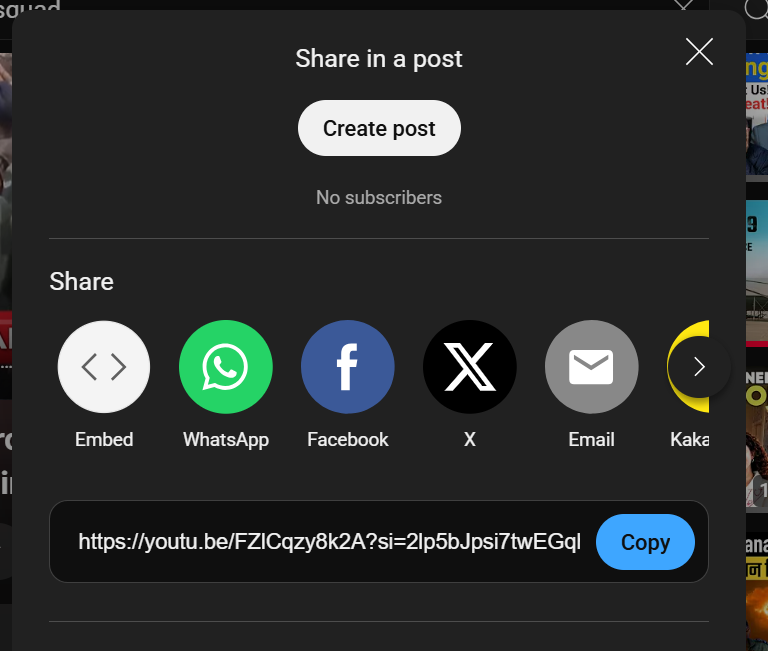 squad
Share in a post
Create post
No subscribers
Share
Embed
WhatsApp
Facebook
X
Email
Kaka
https://youtu.be/FZlCqzy8k2A?si=2lp5bJpsi7twEGql
Copy